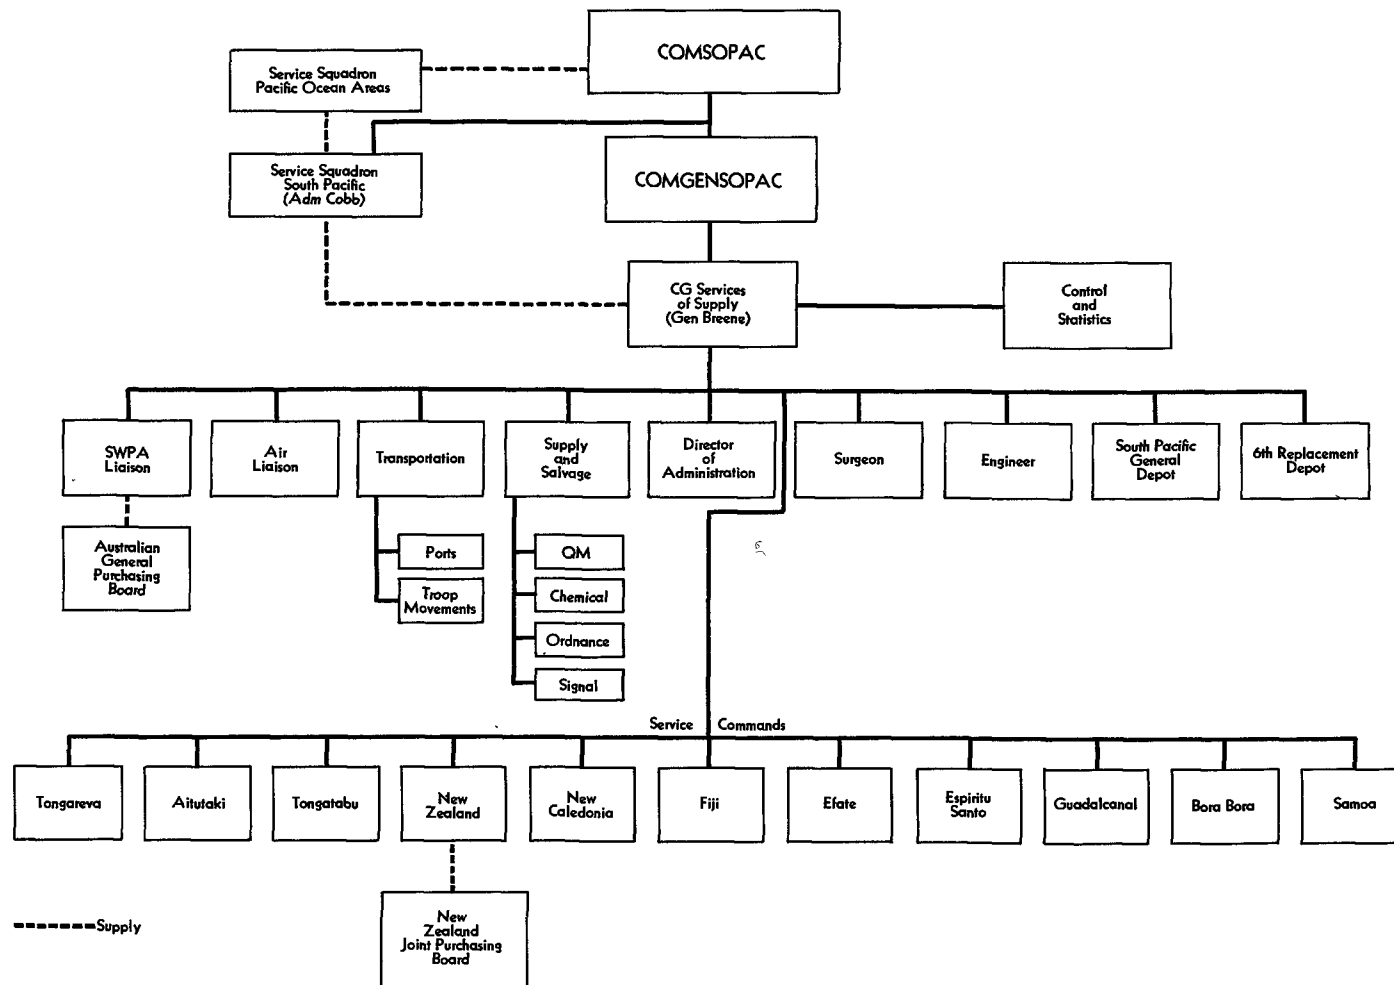 COMSOPAC
Service Squadron
Pacific Ocean Areas
Service Squadron
South Pacific
(Adm Cobb)
COMGENSOPAC
CG Services
of Supply
(Gen Breene)
Control
and
Statistics
SWPA
Liaison
Air
Liaison
Transportation
Supply
and
Salvage
Director
of
Administration
Surgeon
Engineer
South Pacific
General
Depot
6th Replacement
Depot
Australian
General
Purchasing
Board
Ports
Troop
Movements
QM
Chemical
Ordnance
Signal
Service Commands
Tongareva
Aitutaki
Tongatabu
New
Zealand
New
Caledonia
Fiji
Efate
Espiritu
Santo
Guadalcanal
Bora Bora
Samoa
New
Zealand
Joint Purchasing
Board
Supply